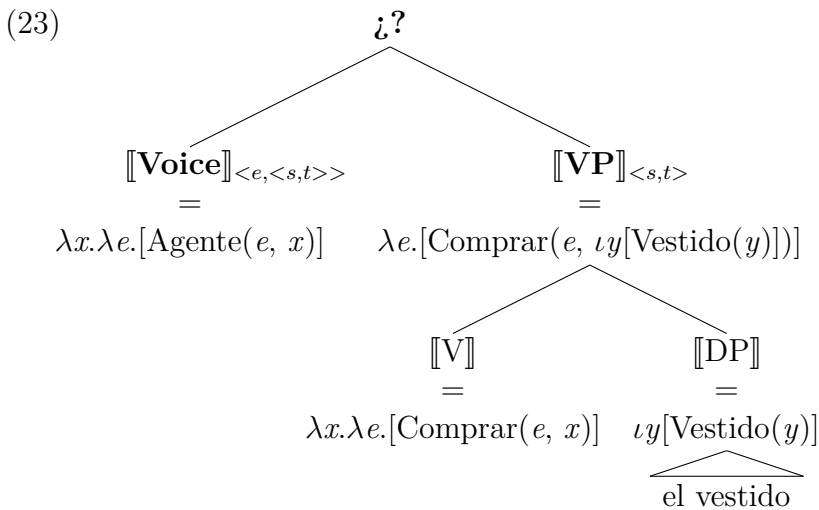 (23) ¿?
⟦Voice⟧<e,<s,t>> ⟦VP⟧<s,t>
= =
λx.λe.[Agente(e, x)] λe.[Comprar(e, ιy[Vestido(y)])]
⟦V⟧ ⟦DP⟧
= =
λx.λe.[Comprar(e, x)] ιy[Vestido(y)]
el vestido